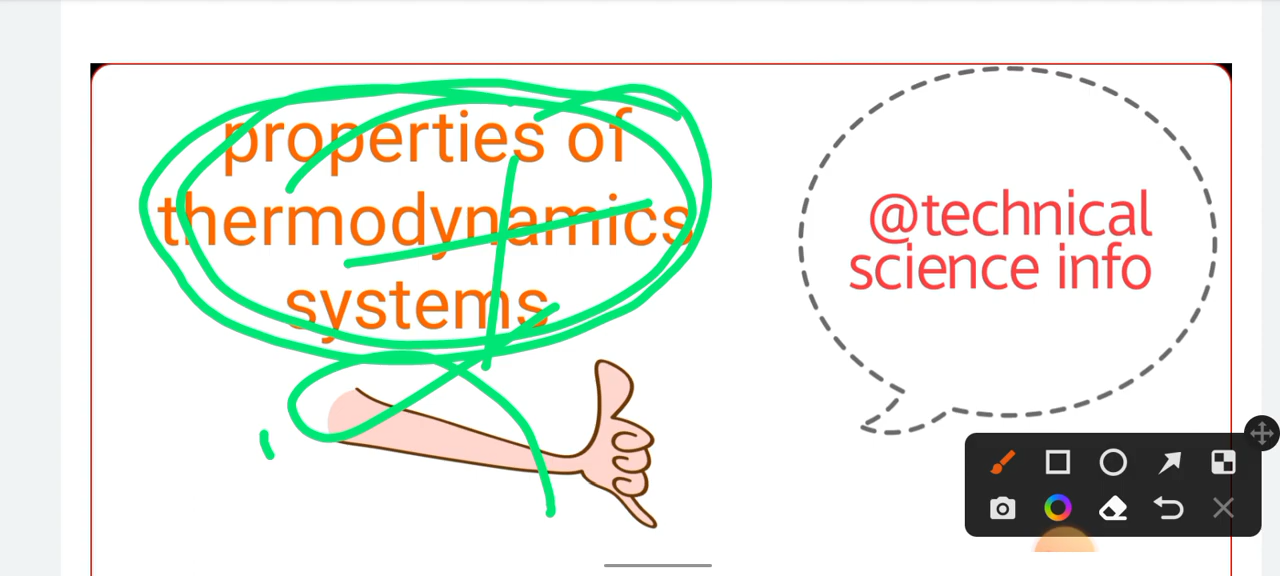 properties of
thermodynamics
systems
@technical
science info